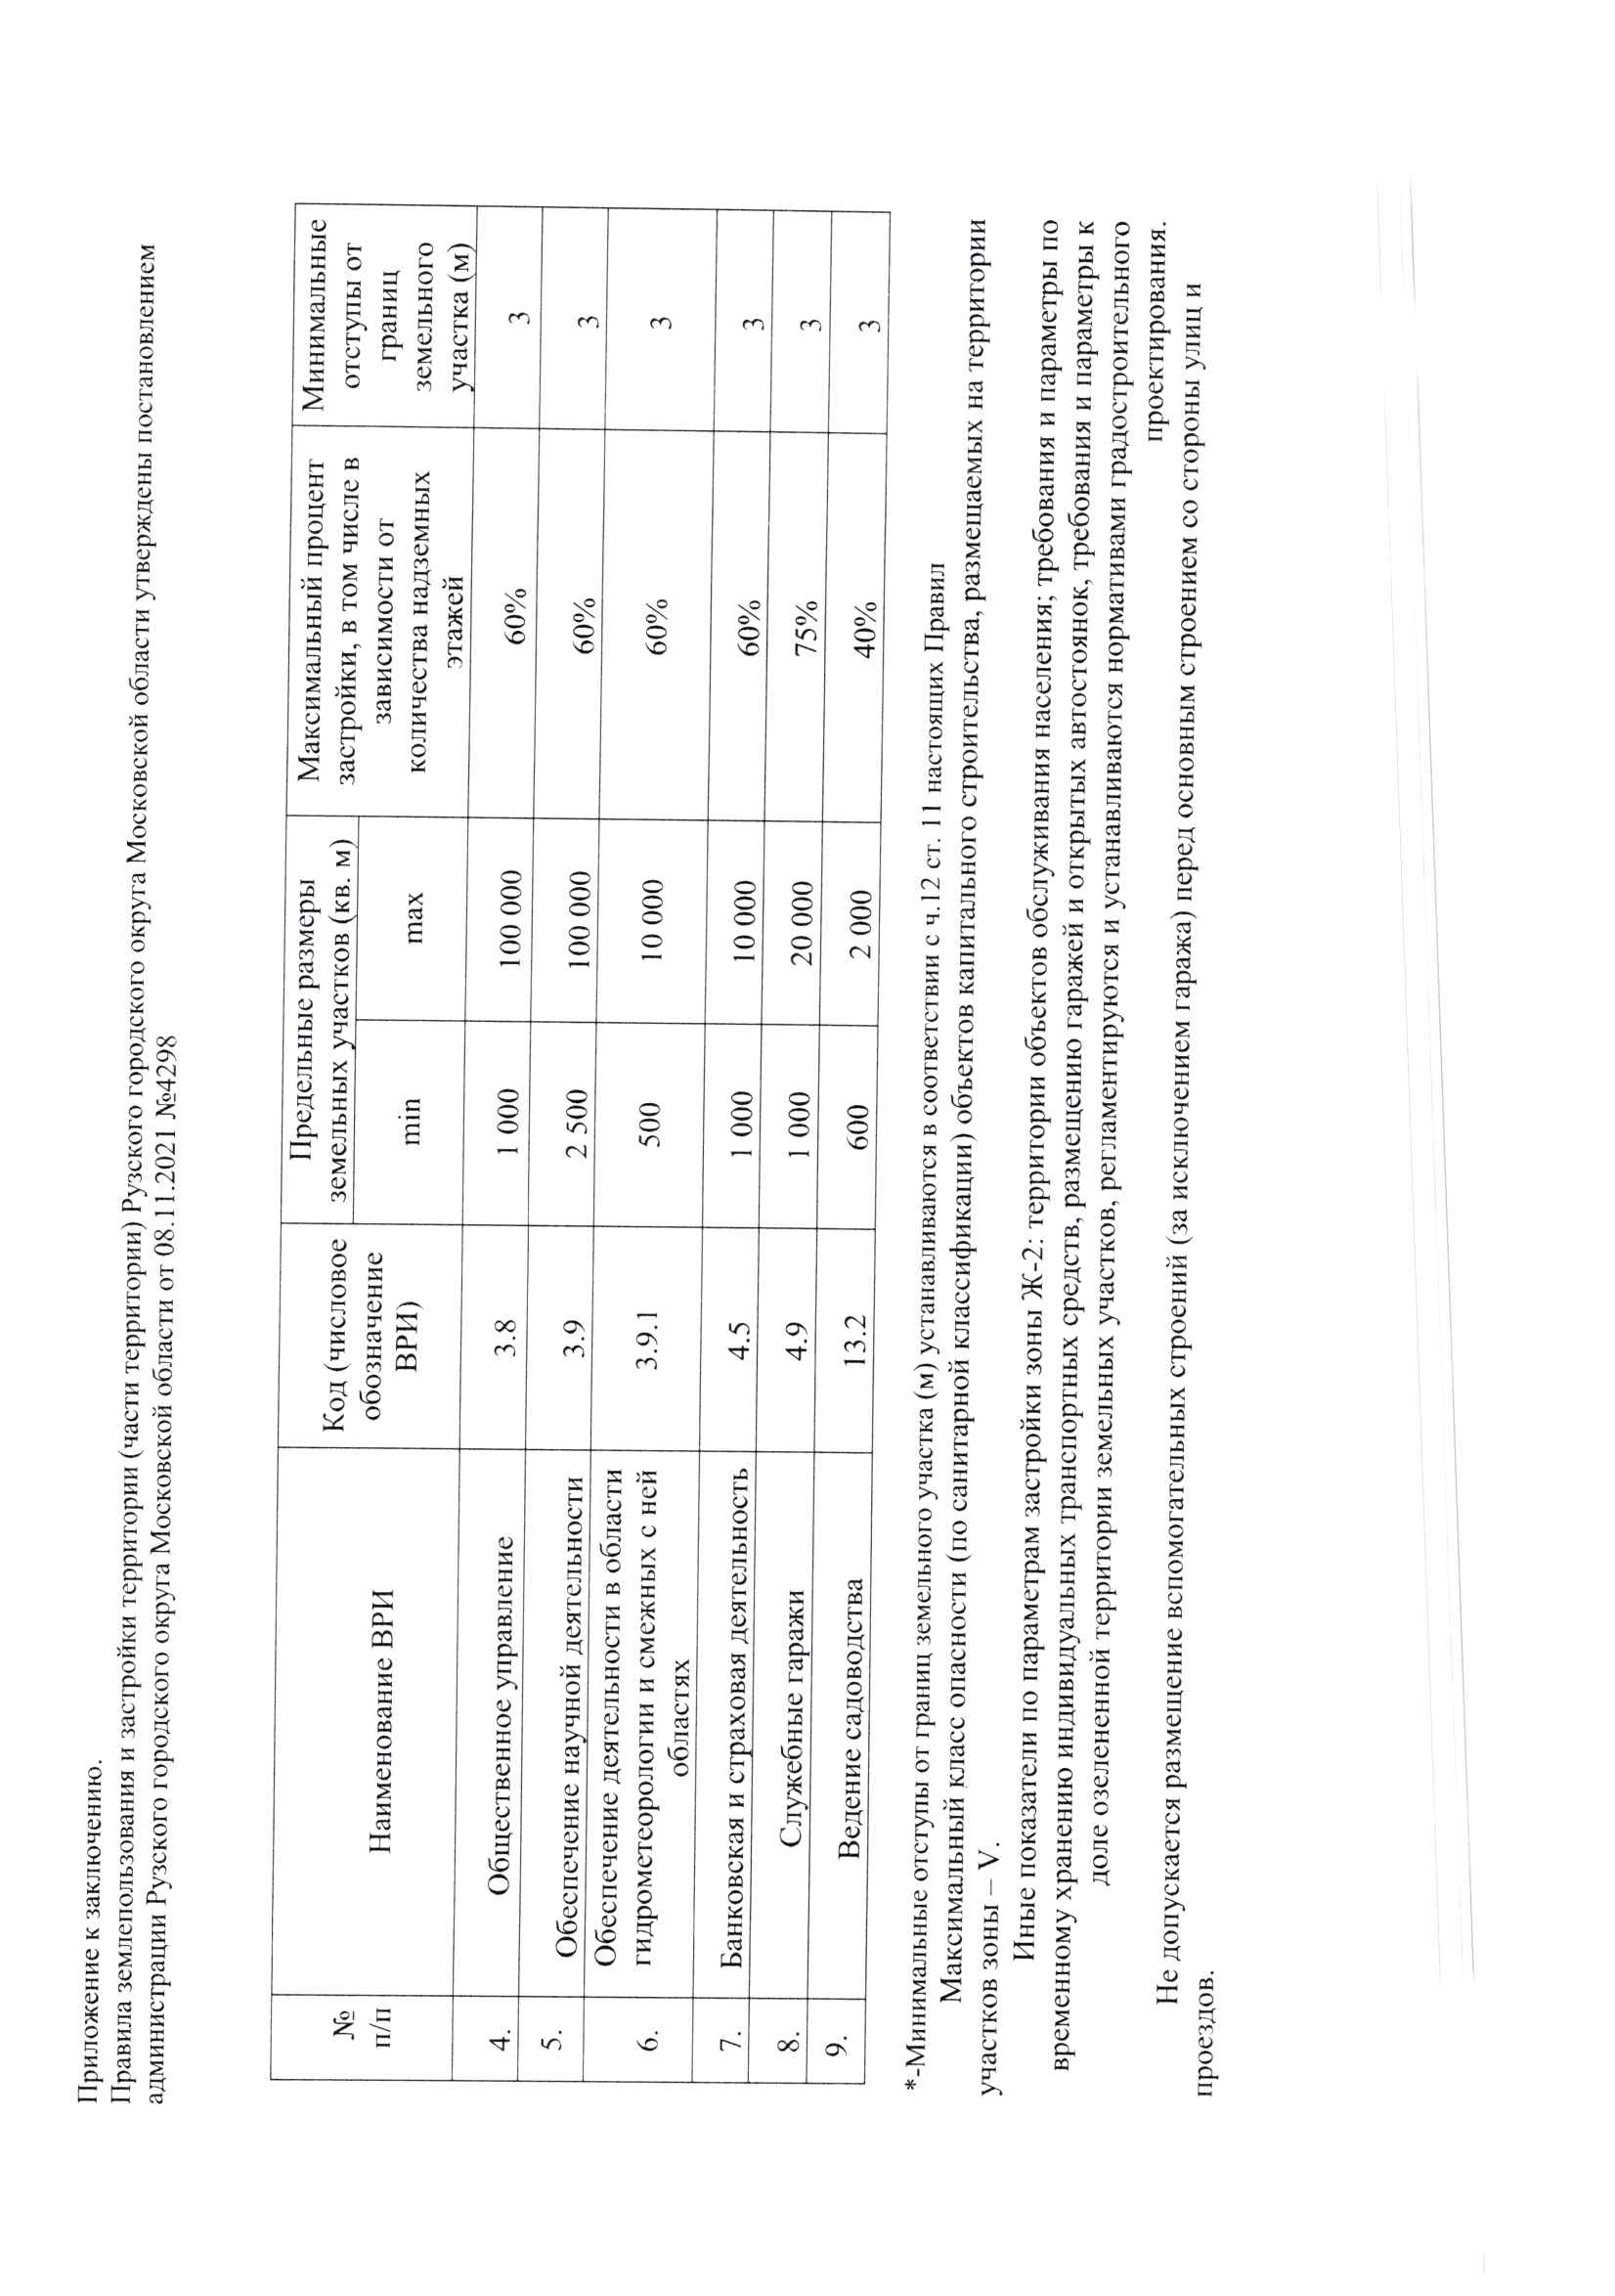 Приложение к заключению.
Правила землепользования и застройки территории (части территории) Рузского городского округа Московской области утверждены постановлением
администрации Рузского городского округа Московской области от 08.11.2021 №4298
№
п/п
Наименование ВРИ
Код (числовое
обозначение
ВРИ)
Предельные размеры
земельных участков (кв. м)
min
max
Максимальный процент
застройки, в том числе в
зависимости от
количества надземных
этажей
Минимальные
отступы от
границ
земельного
участка (м)
4. Общественное управление 3.8 1 000 100 000 60% 3
5. Обеспечение научной деятельности 3.9 2 500 100 000 60% 3
Обеспечение деятельности в области
6. гидрометеорологии и смежных с ней 3.9.1 500 10 000 60% 3
областях
7. Банковская и страховая деятельность 4.5 1 000 10 000 60% 3
8. Служебные гаражи 4.9 1 000 20 000 75% 3
9. Ведение садоводства 13.2 600 2 000 40% 3
*-Минимальные отступы от границ земельного участка (м) устанавливаются в соответствии с ч.12 ст. 11 настоящих Правил
Максимальный класс опасности (по санитарной классификации) объектов капитального строительства, размещаемых на территории
участков зоны – V.
Иные показатели по параметрам застройки зоны Ж-2: территории объектов обслуживания населения; требования и параметры по
временному хранению индивидуальных транспортных средств, размещению гаражей и открытых автостоянок, требования и параметры к
доле озелененной территории земельных участков, регламентируются и устанавливаются нормативами градостроительного
проектирования.
Не допускается размещение вспомогательных строений (за исключением гаража) перед основным строением со стороны улиц и
проездов.